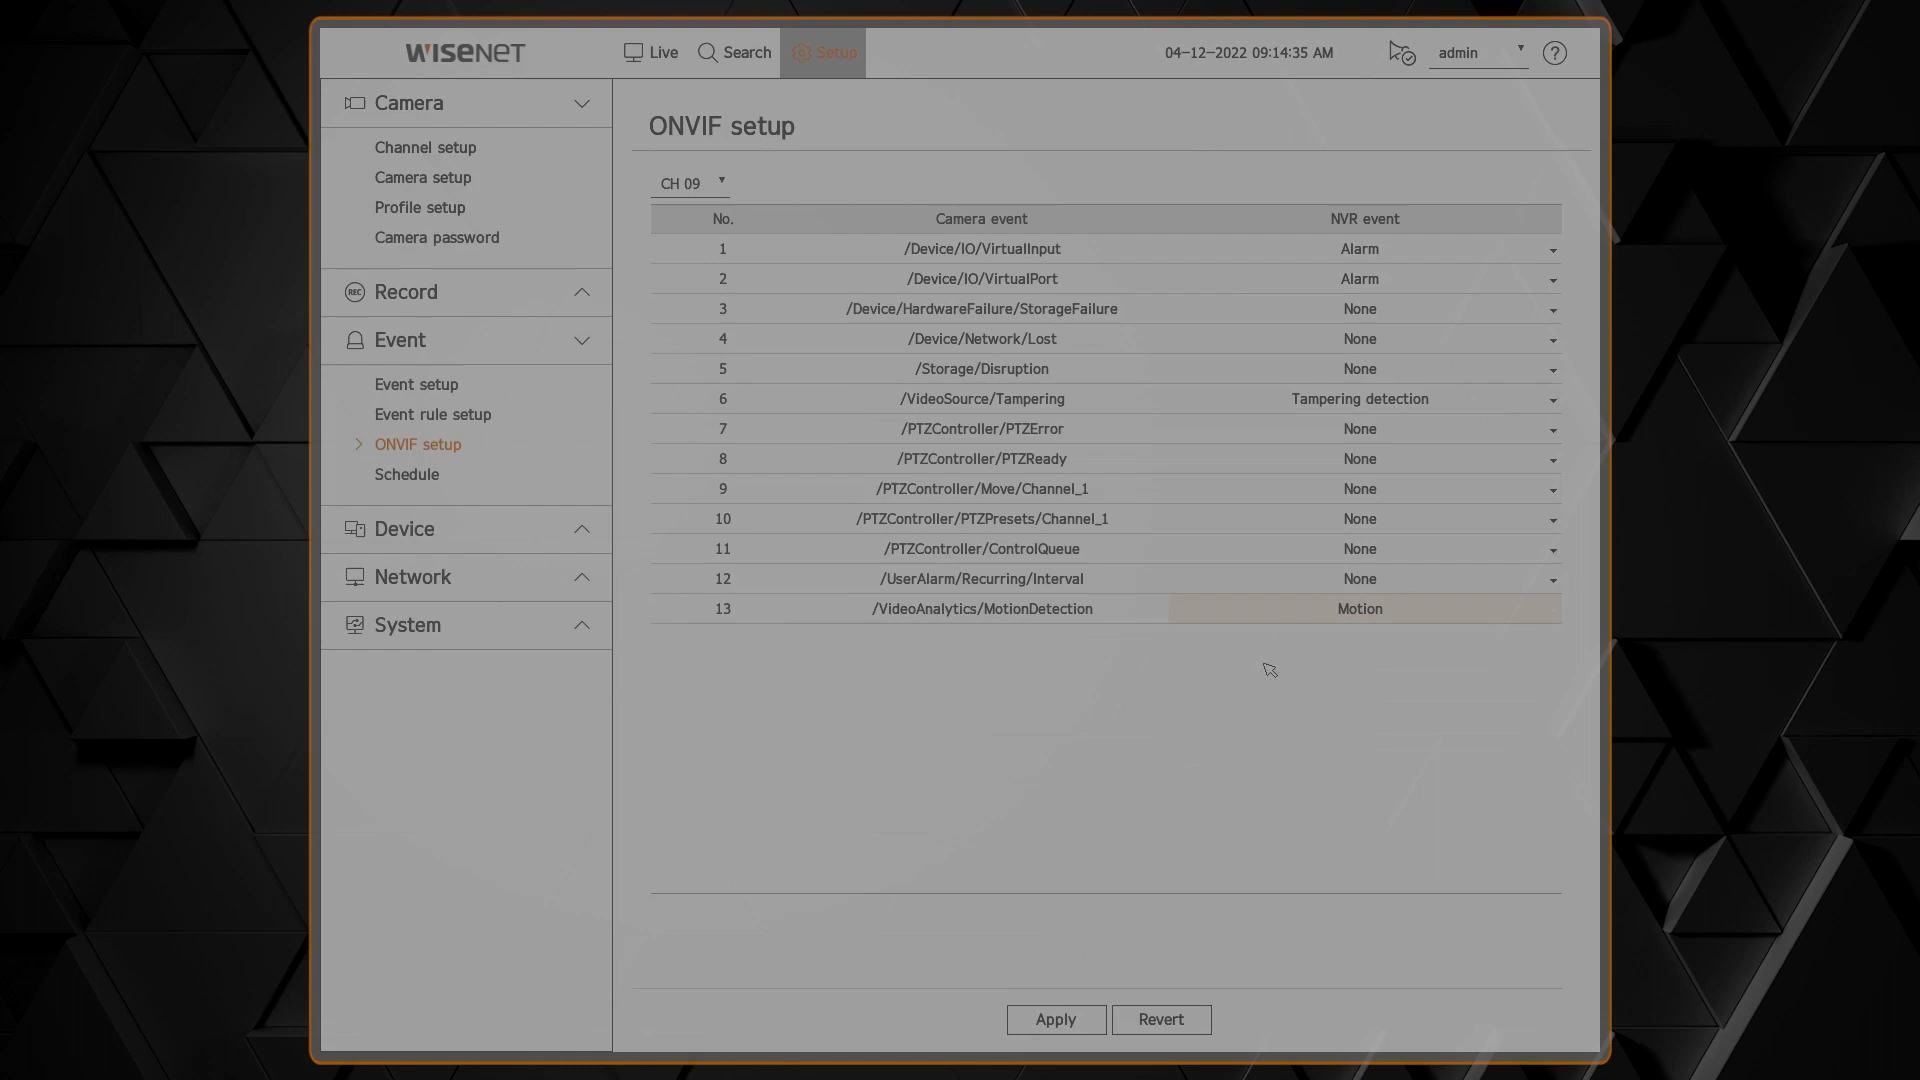 WISENET
Live
Search
Setup
04-12-2022 09:14:35 AM
admin
?
Camera
Channel setup
Camera setup
Profile setup
Camera password
REC Record
Event
Event setup
Event rule setup
> ONVIF setup
Schedule
Device
Network
System
ONVIF setup
CH 09
No. Camera event NVR event
1 /Device/IO/VirtualInput Alarm
2 /Device/IO/VirtualPort Alarm
3 /Device/HardwareFailure/StorageFailure None
4 /Device/Network/Lost None
5 /Storage/Disruption None
6 /VideoSource/Tampering Tampering detection
7 /PTZController/PTZError None
8 /PTZController/PTZReady None
9 /PTZController/Move/Channel_1 None
10 /PTZController/PTZPresets/Channel_1 None
11 /PTZController/ControlQueue None
12 /UserAlarm/Recurring/Interval None
13 /VideoAnalytics/MotionDetection Motion
Apply
Revert